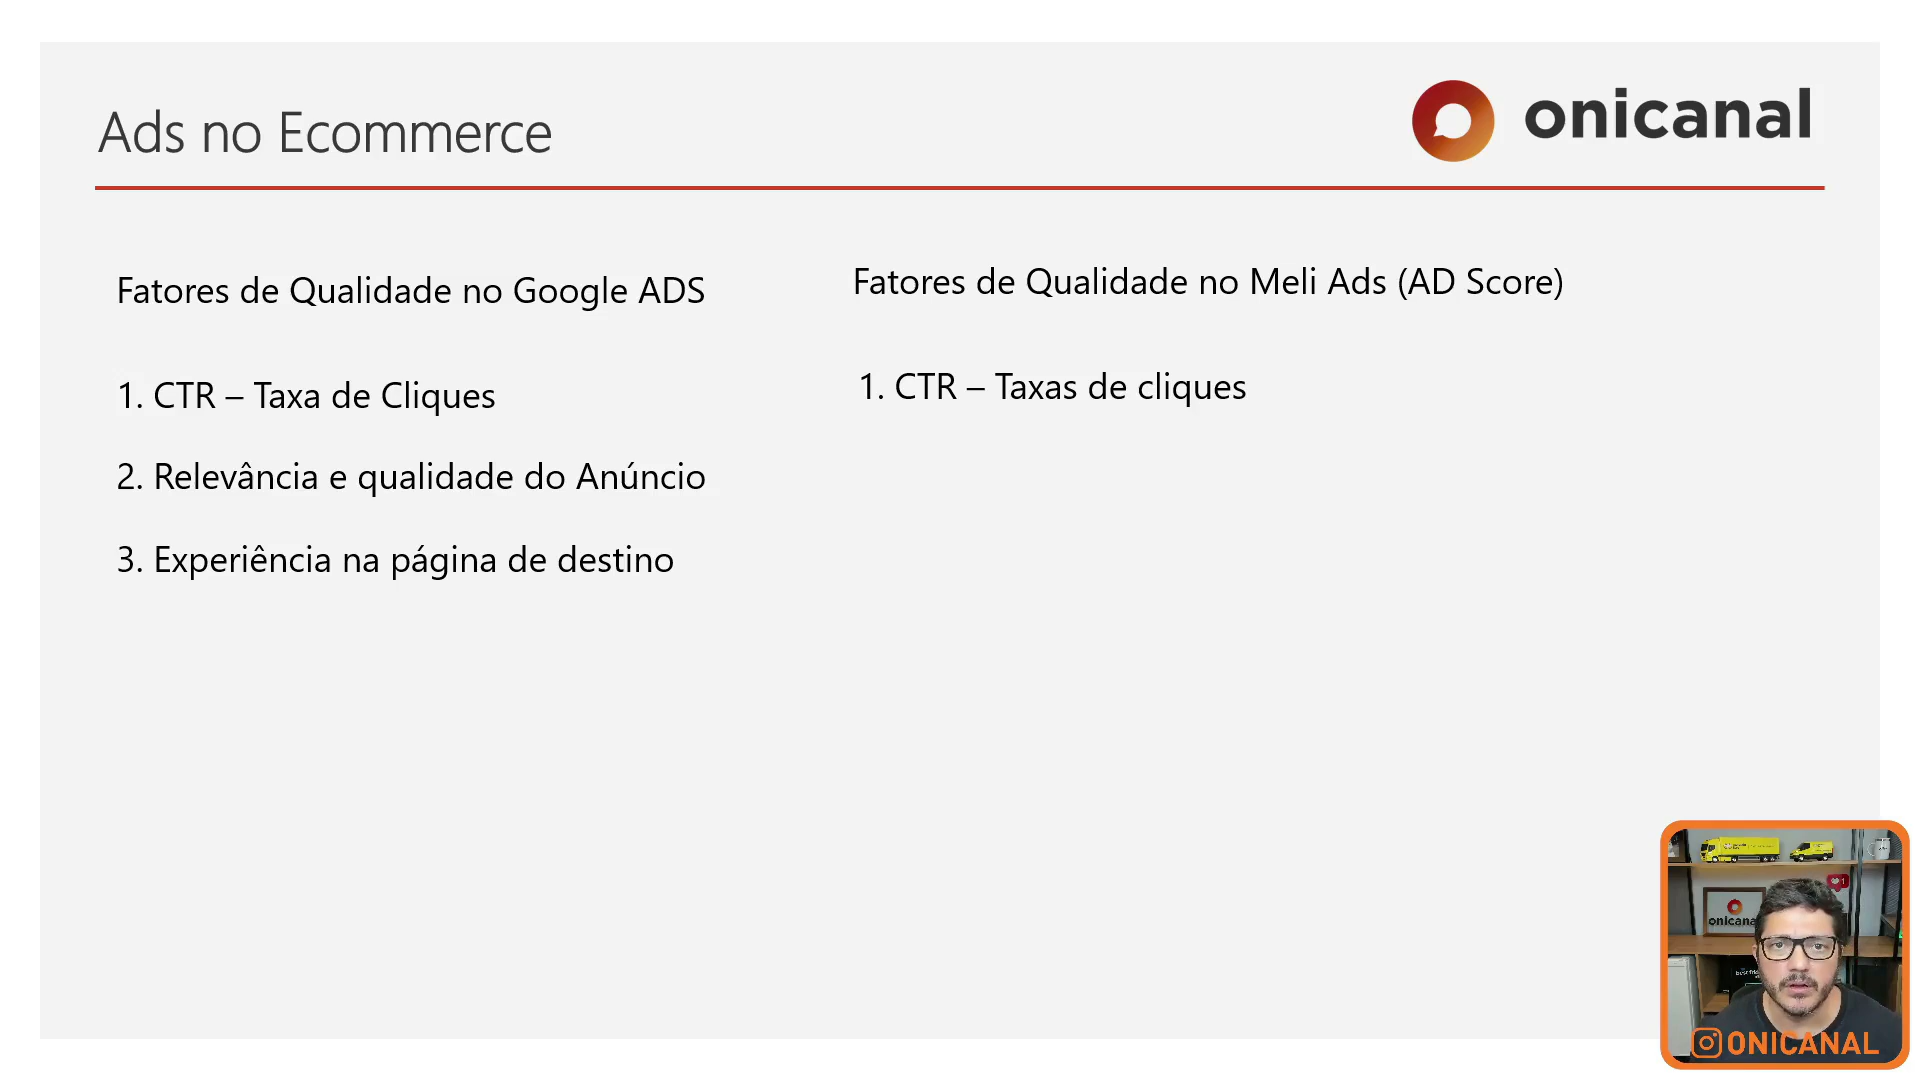 Ads no Ecommerce
onicanal
Fatores de Qualidade no Google ADS
1. CTR – Taxa de Cliques
2. Relevância e qualidade do Anúncio
3. Experiência na página de destino
Fatores de Qualidade no Meli Ads (AD Score)
1. CTR – Taxas de cliques
1
onicana
ONICANAL